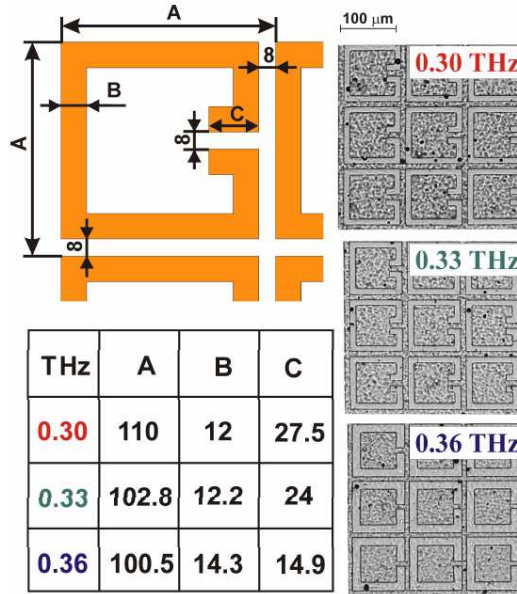 A
8
B
C
A
8
8
THz A B C
0.30 110 12 27.5
0.33 102.8 12.2 24
0.36 100.5 14.3 14.9
100 µm
0.30 THz
0.33 THz
0.36 THz